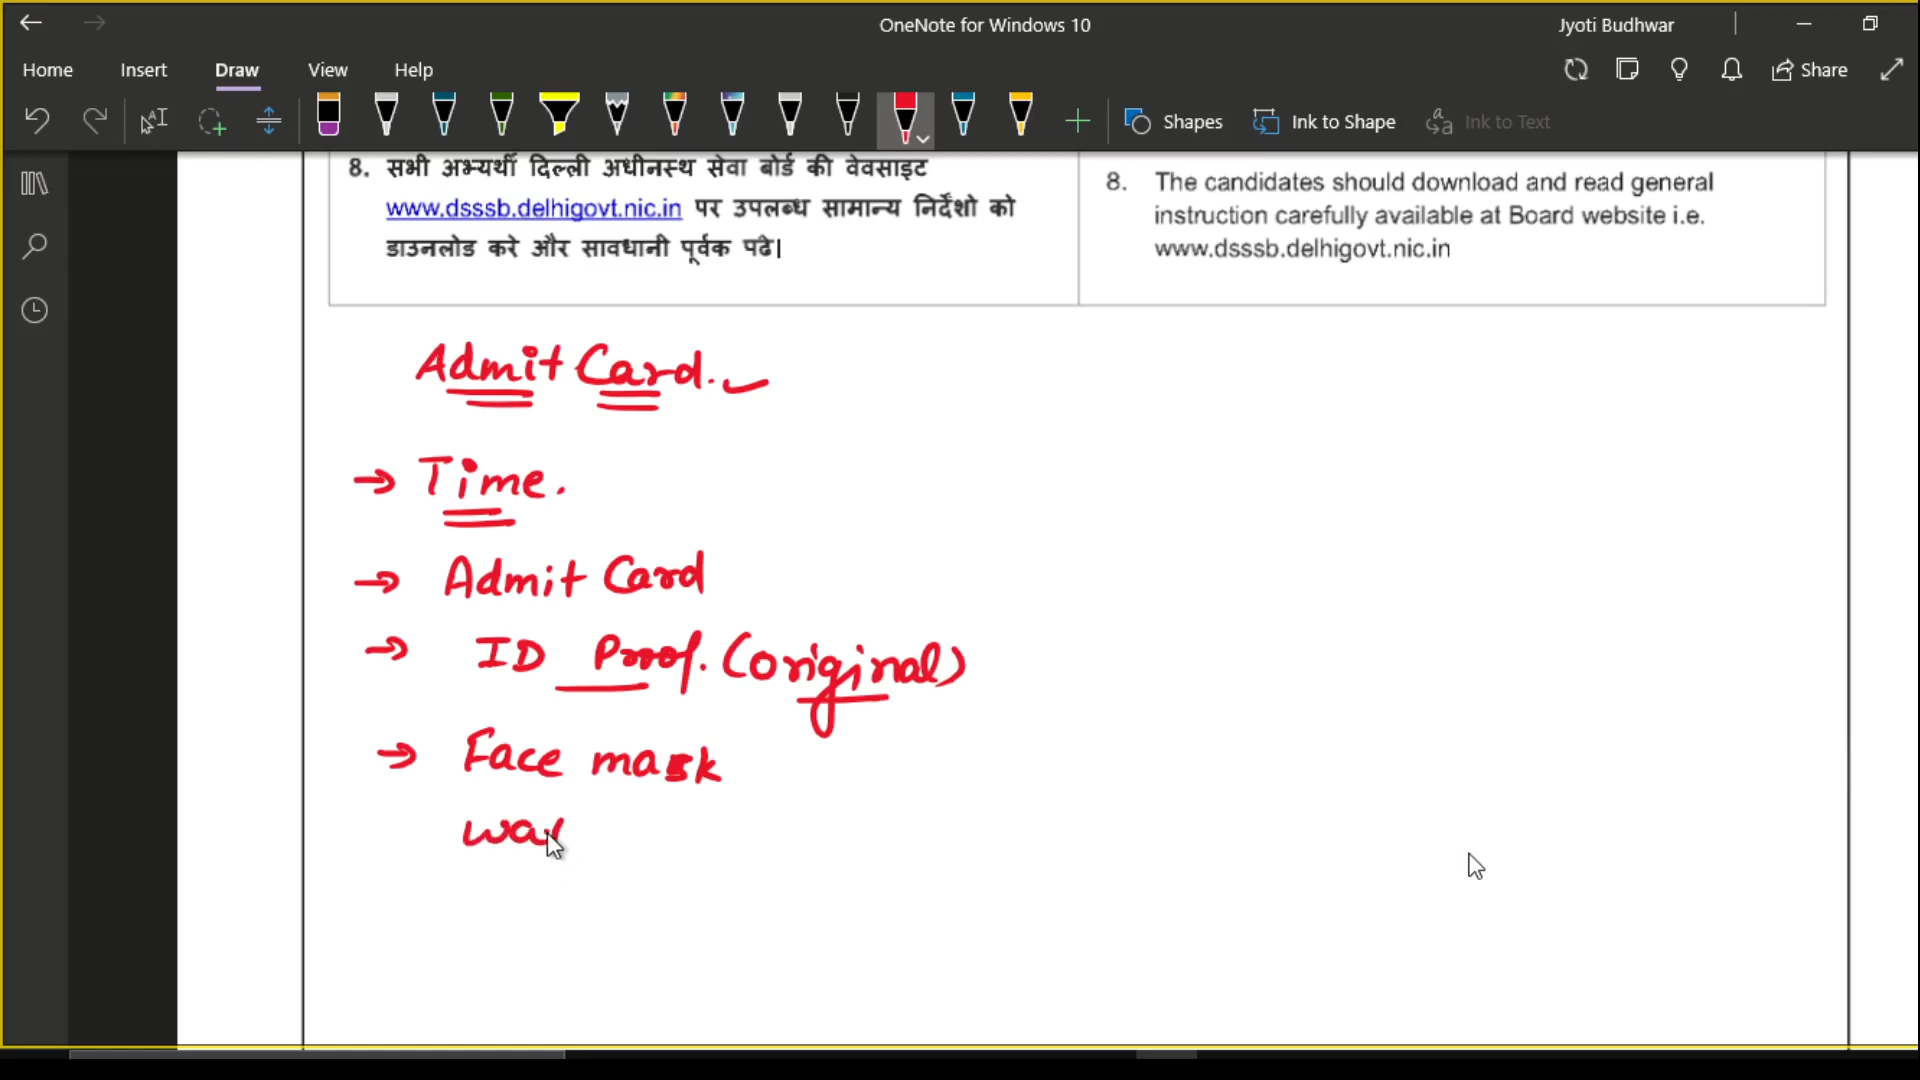 OneNote for Windows 10
Jyoti Budhwar
Home Insert Draw View Help
Share
Shapes Ink to Shape Ink to Text
8. सभी अभ्यर्थी दिल्ली अधीनस्थ सेवा बोर्ड की वेवसाइट
www.dsssb.delhigovt.nic.in पर उपलब्ध सामान्य निर्देशो को
डाउनलोड करे और सावधानी पूर्वक पढे।
8. The candidates should download and read general
instruction carefully available at Board website i.e.
www.dsssb.delhigovt.nic.in
Admit Card.
→ Time.
→ Admit Card
→ ID Proof. (original)
→ Face mask